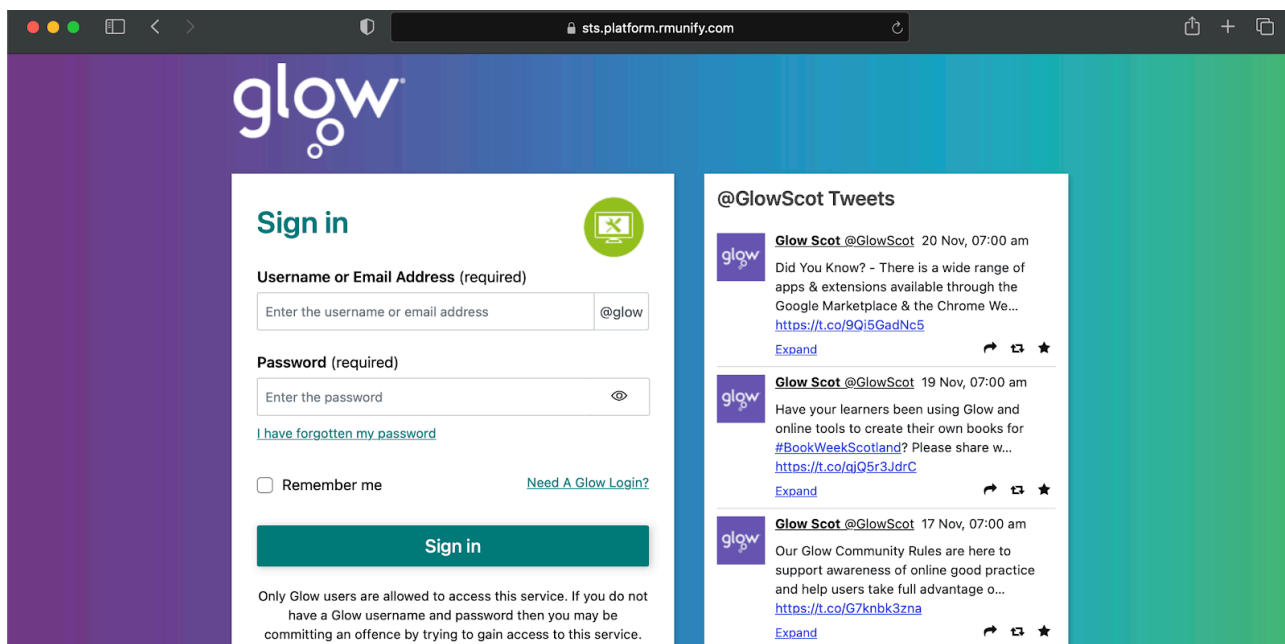 sts.platform.rmunify.com
glow
Sign in
Username or Email Address (required)
Enter the username or email address
@glow
Password (required)
Enter the password
I have forgotten my password
Remember me
Need A Glow Login?
Sign in
Only Glow users are allowed to access this service. If you do not
have a Glow username and password then you may be
committing an offence by trying to gain access to this service.
@GlowScot Tweets
glow
Glow Scot @GlowScot 20 Nov, 07:00 am
Did You Know? - There is a wide range of
apps & extensions available through the
Google Marketplace & the Chrome We...
https://t.co/9Qi5GadNc5
Expand
glow
Glow Scot @GlowScot 19 Nov, 07:00 am
Have your learners been using Glow and
online tools to create their own books for
#BookWeekScotland? Please share w...
https://t.co/qjQ5r3JdrC
Expand
glow
Glow Scot @GlowScot 17 Nov, 07:00 am
Our Glow Community Rules are here to
support awareness of online good practice
and help users take full advantage o...
https://t.co/G7knbk3zna
Expand